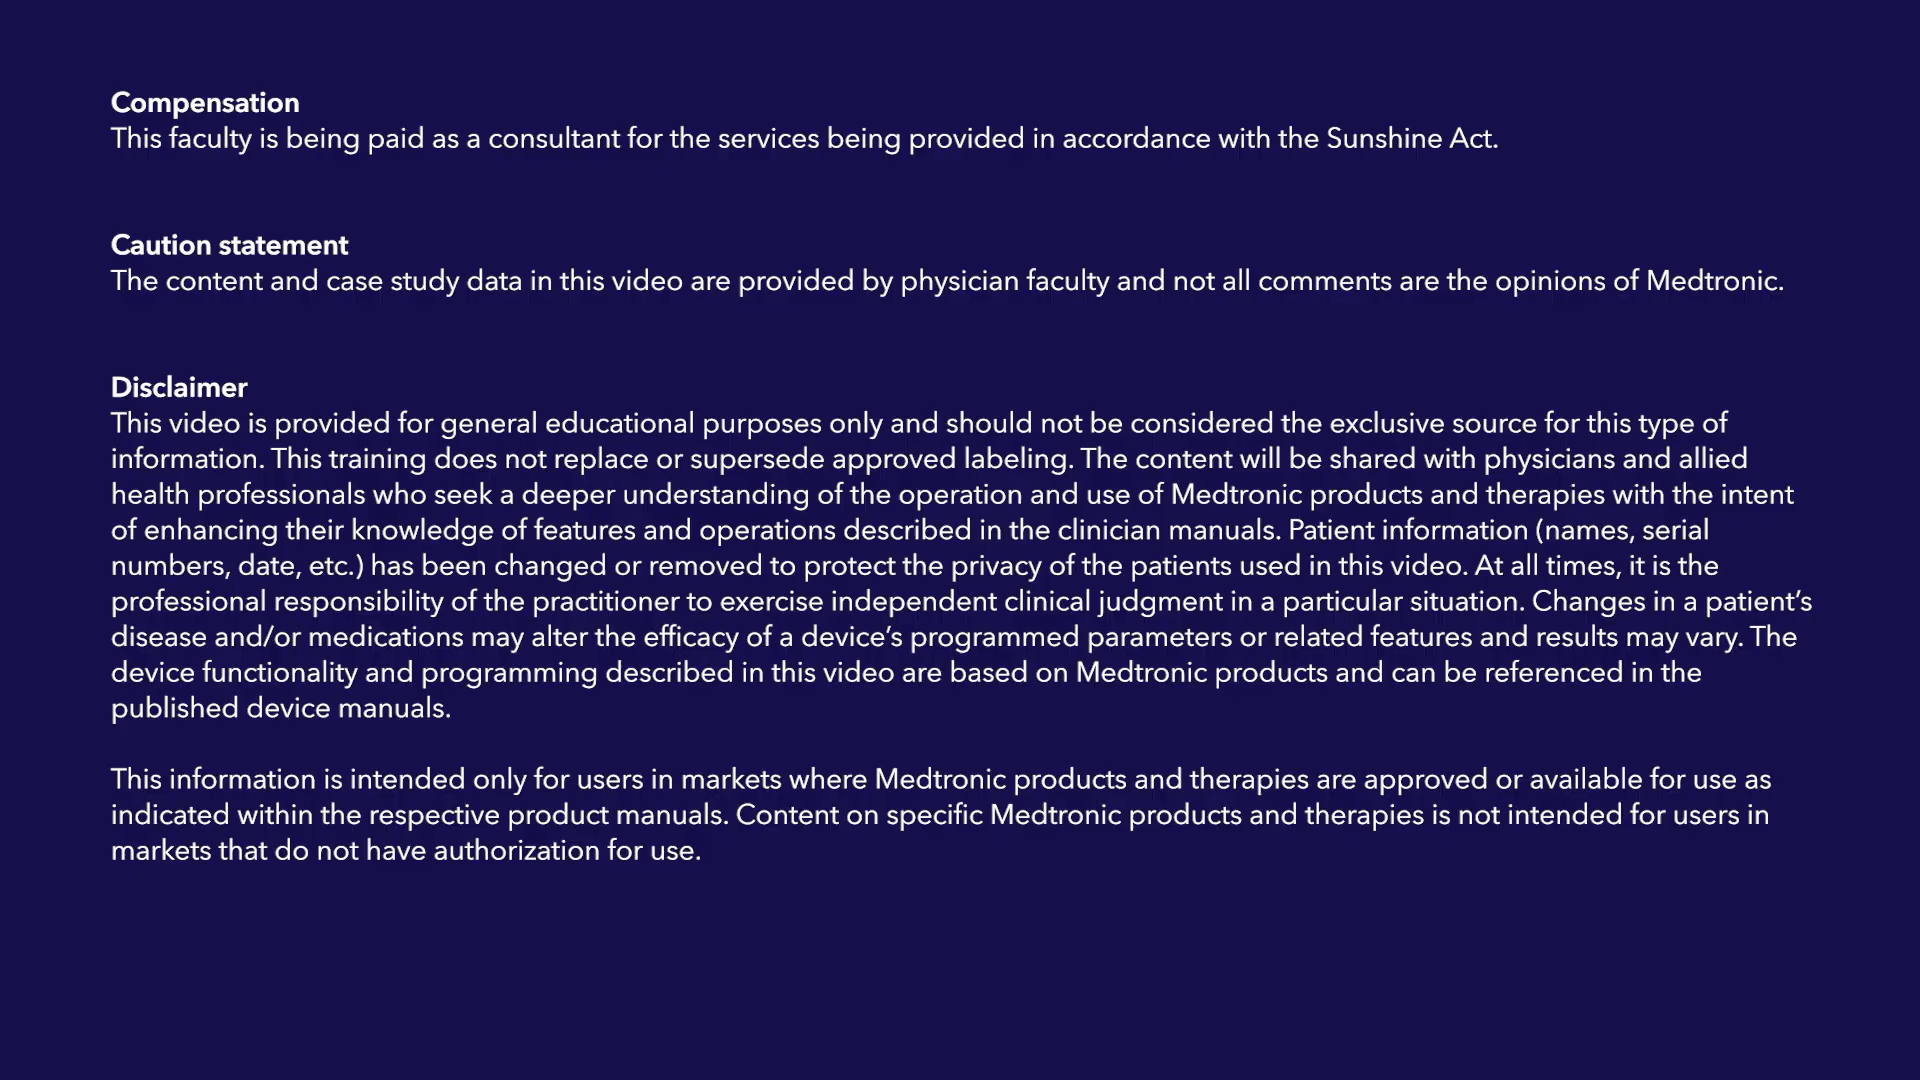 Compensation
This faculty is being paid as a consultant for the services being provided in accordance with the Sunshine Act.
Caution statement
The content and case study data in this video are provided by physician faculty and not all comments are the opinions of Medtronic.
Disclaimer
This video is provided for general educational purposes only and should not be considered the exclusive source for this type of
information. This training does not replace or supersede approved labeling. The content will be shared with physicians and allied
health professionals who seek a deeper understanding of the operation and use of Medtronic products and therapies with the intent
of enhancing their knowledge of features and operations described in the clinician manuals. Patient information (names, serial
numbers, date, etc.) has been changed or removed to protect the privacy of the patients used in this video. At all times, it is the
professional responsibility of the practitioner to exercise independent clinical judgment in a particular situation. Changes in a patient’s
disease and/or medications may alter the efficacy of a device’s programmed parameters or related features and results may vary. The
device functionality and programming described in this video are based on Medtronic products and can be referenced in the
published device manuals.
This information is intended only for users in markets where Medtronic products and therapies are approved or available for use as
indicated within the respective product manuals. Content on specific Medtronic products and therapies is not intended for users in
markets that do not have authorization for use.